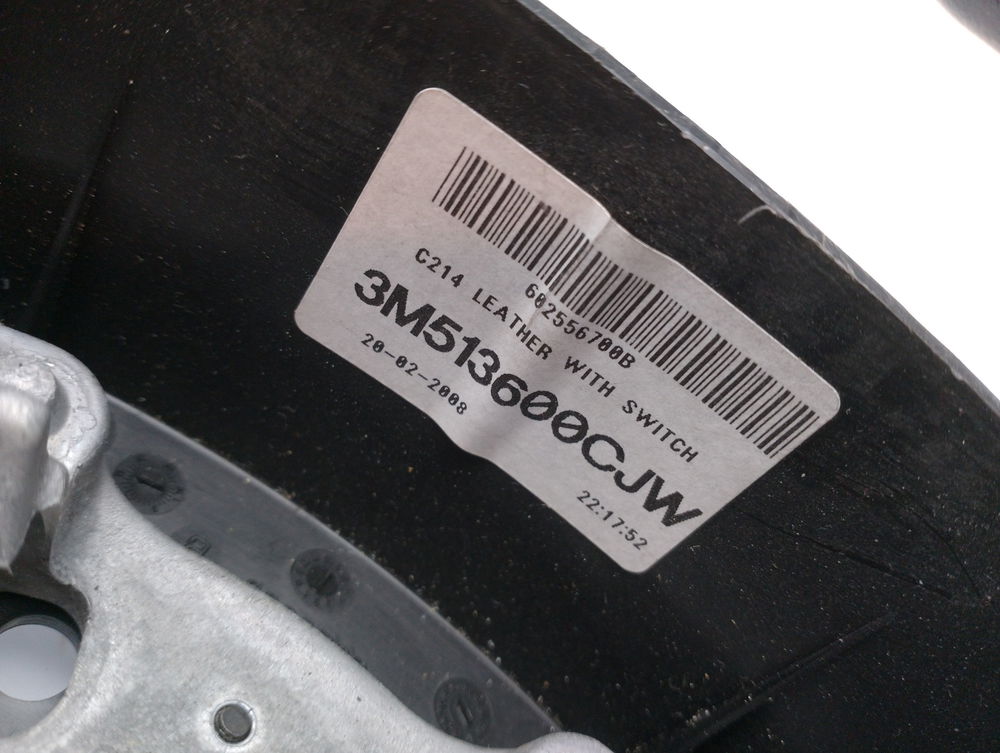 602556700B
C214 LEATHER WITH SWITCH
3M513600CJW
20-02-2008
22:17:52